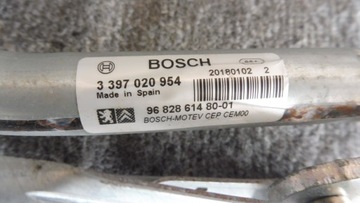 BOSCH
3 397 020 954
20180102 2
Made in Spain
96 828 614 80-01
BOSCH-MOTEV CEP CEM00